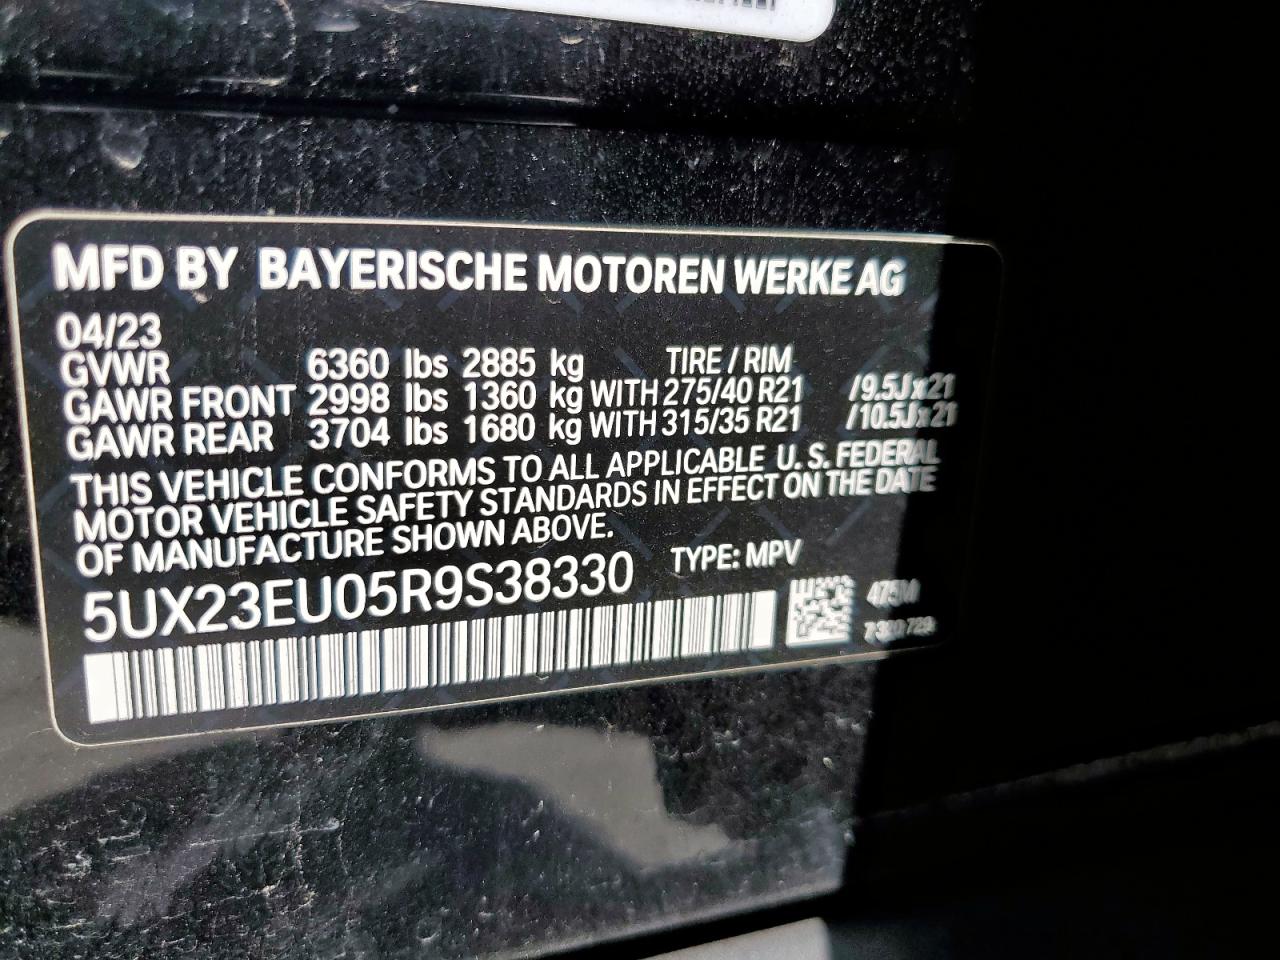 MFD BY BAYERISCHE MOTOREN WERKE AG
04/23
GVWR 6360 lbs 2885 kg TIRE / RIM
GAWR FRONT 2998 lbs 1360 kg WITH 275/40 R21 /9.5Jx21
GAWR REAR 3704 lbs 1680 kg WITH 315/35 R21 /10.5Jx21
THIS VEHICLE CONFORMS TO ALL APPLICABLE U.S. FEDERAL
MOTOR VEHICLE SAFETY STANDARDS IN EFFECT ON THE DATE
OF MANUFACTURE SHOWN ABOVE.
5UX23EU05R9S38330 TYPE: MPV
475M